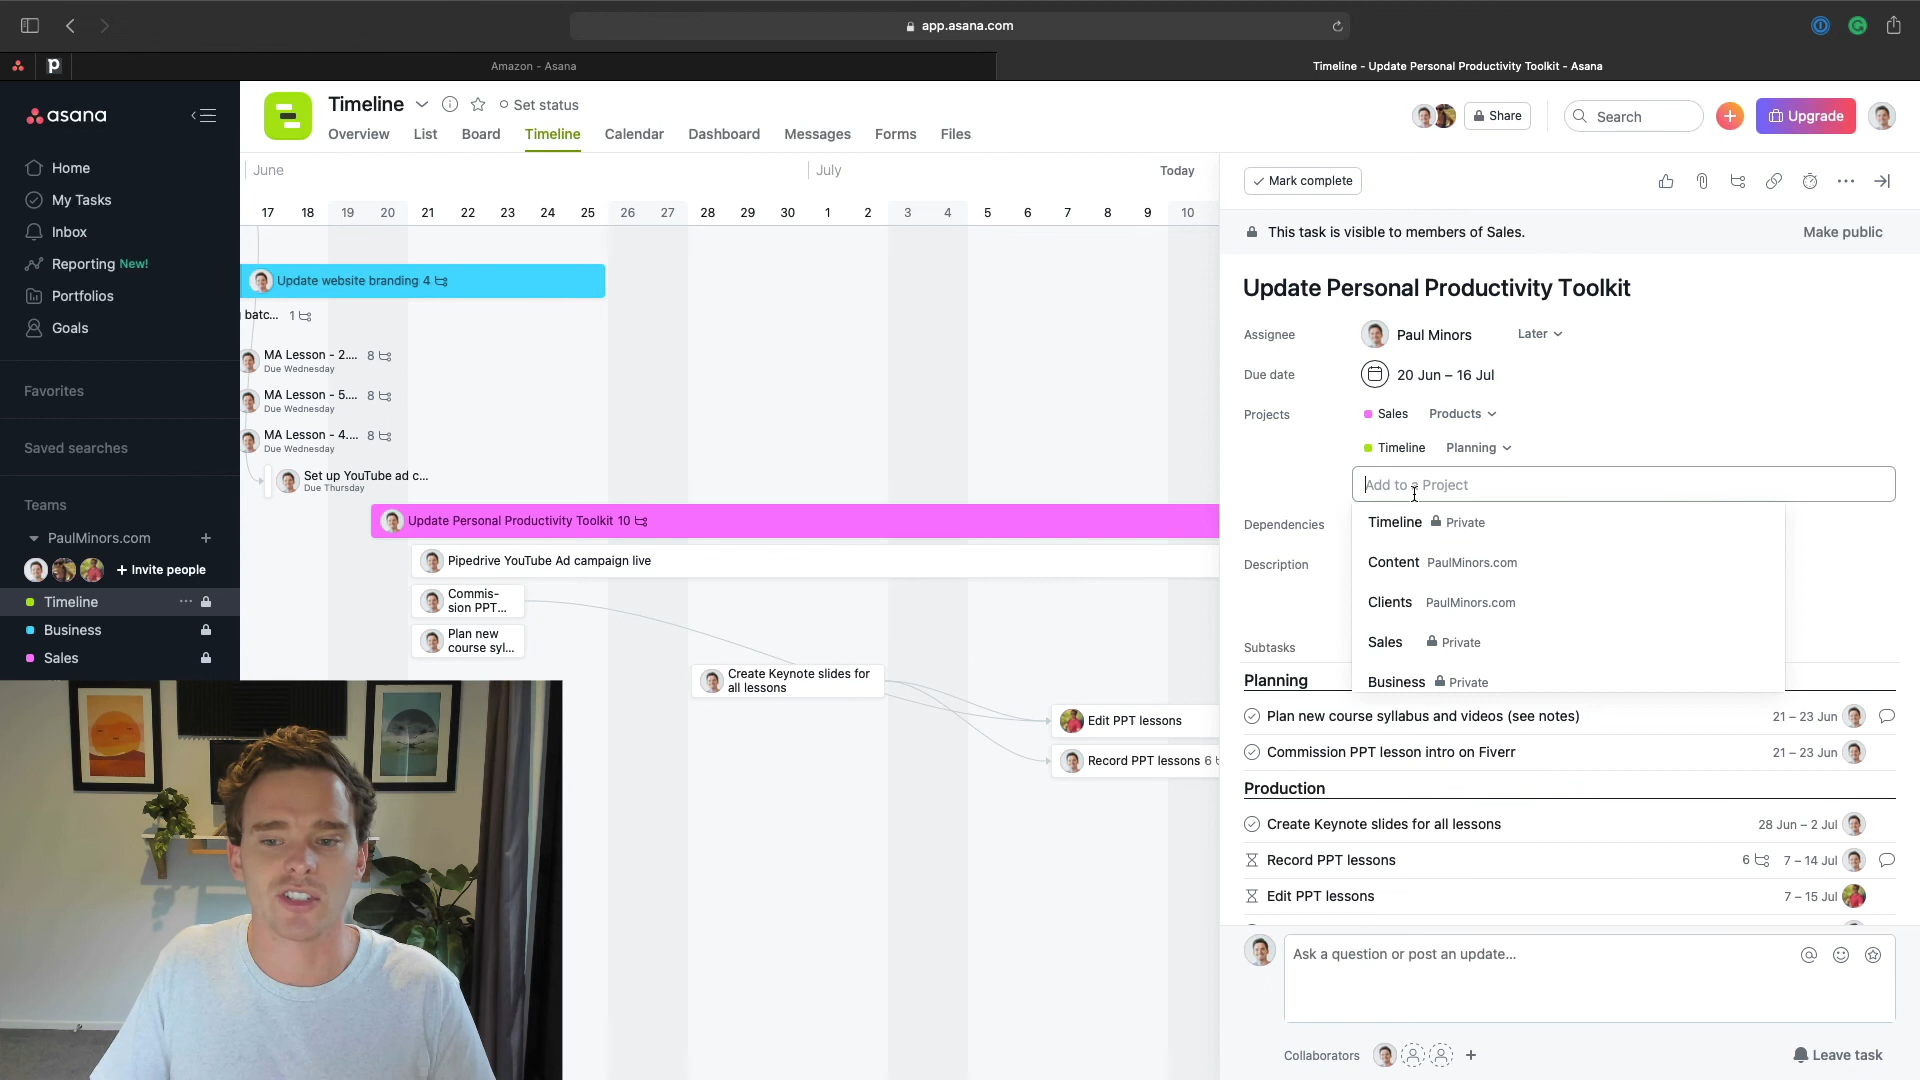 app.asana.com
Amazon - Asana
Timeline - Update Personal Productivity Toolkit - Asana
asana
Home
My Tasks
Inbox
Reporting New!
Portfolios
Goals
Favorites
Saved searches
Teams
PaulMinors.com +
+ Invite people
Timeline
Business
Sales
Timeline
Set status
Overview List Board Timeline Calendar Dashboard Messages Forms Files
Share
Search
Upgrade
June
July
Today
17 18 19 20 21 22 23 24 25 26 27 28 29 30 1 2 3 4 5 6 7 8 9 10
Update website branding 4
batc... 1
MA Lesson - 2.... 8
Due Wednesday
MA Lesson - 5.... 8
Due Wednesday
MA Lesson - 4.... 8
Due Wednesday
Set up YouTube ad c...
Due Thursday
Update Personal Productivity Toolkit 10
Pipedrive YouTube Ad campaign live
Commis-
sion PPT...
Plan new
course syl...
Create Keynote slides for
all lessons
Edit PPT lessons
Record PPT lessons 6
Mark complete
This task is visible to members of Sales.
Make public
Update Personal Productivity Toolkit
Assignee
Paul Minors
Later
Due date
20 Jun – 16 Jul
Projects
Sales
Products
Timeline
Planning
Add to a Project
Dependencies
Description
Subtasks
Timeline Private
Content PaulMinors.com
Clients PaulMinors.com
Sales Private
Business Private
Planning
Plan new course syllabus and videos (see notes) 21 – 23 Jun
Commission PPT lesson intro on Fiverr 21 – 23 Jun
Production
Create Keynote slides for all lessons 28 Jun – 2 Jul
Record PPT lessons 6 7 – 14 Jul
Edit PPT lessons 7 – 15 Jul
Ask a question or post an update...
Collaborators
Leave task